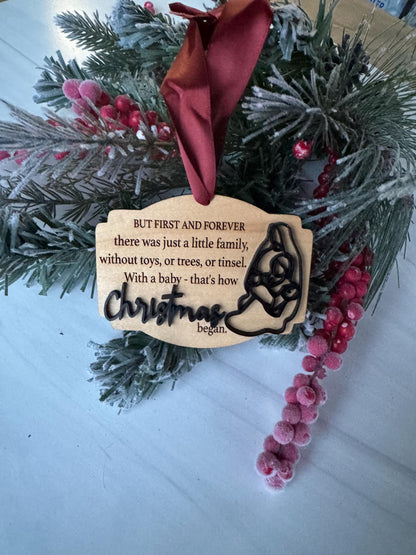 BUT FIRST AND FOREVER
there was just a little family,
without toys, or trees, or tinsel.
With a baby - that's how
Christmas
began.